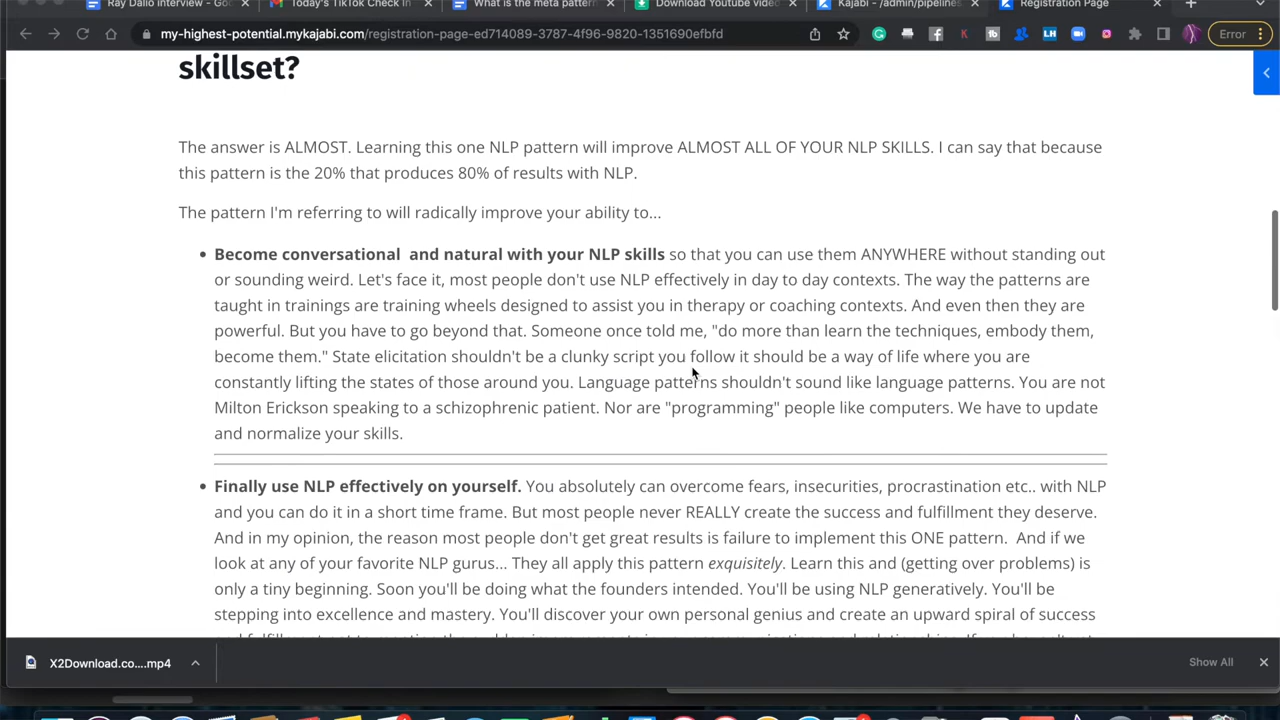 Ray Dalio Interview - Goo
Today's TikTok Check In
What is the meta pattern
Download Youtube video
Kajabi - /admin/pipelines
Registration Page
my-highest-potential.mykajabi.com/registration-page-ed714089-3787-4f96-9820-1351690efbfd
Error
skillset?
The answer is ALMOST. Learning this one NLP pattern will improve ALMOST ALL OF YOUR NLP SKILLS. I can say that because
this pattern is the 20% that produces 80% of results with NLP.
The pattern I'm referring to will radically improve your ability to...
Become conversational  and natural with your NLP skills so that you can use them ANYWHERE without standing out
or sounding weird. Let's face it, most people don't use NLP effectively in day to day contexts. The way the patterns are
taught in trainings are training wheels designed to assist you in therapy or coaching contexts. And even then they are
powerful. But you have to go beyond that. Someone once told me, "do more than learn the techniques, embody them,
become them." State elicitation shouldn't be a clunky script you follow it should be a way of life where you are
constantly lifting the states of those around you. Language patterns shouldn't sound like language patterns. You are not
Milton Erickson speaking to a schizophrenic patient. Nor are "programming" people like computers. We have to update
and normalize your skills.
Finally use NLP effectively on yourself. You absolutely can overcome fears, insecurities, procrastination etc.. with NLP
and you can do it in a short time frame. But most people never REALLY create the success and fulfillment they deserve.
And in my opinion, the reason most people don't get great results is failure to implement this ONE pattern.  And if we
look at any of your favorite NLP gurus... They all apply this pattern exquisitely. Learn this and (getting over problems) is
only a tiny beginning. Soon you'll be doing what the founders intended. You'll be using NLP generatively. You'll be
stepping into excellence and mastery. You'll discover your own personal genius and create an upward spiral of success
X2Download.co....mp4
Show All